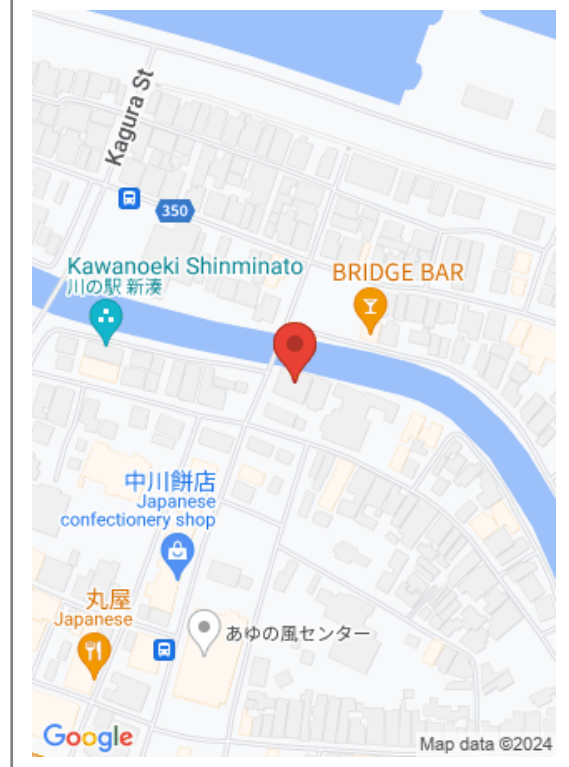 Kagura St
350
Kawanoeki Shinminato
川の駅 新湊
BRIDGE BAR
中川餅店
Japanese
confectionery shop
丸屋
Japanese
あゆの風センター
Google
Map data ©2024